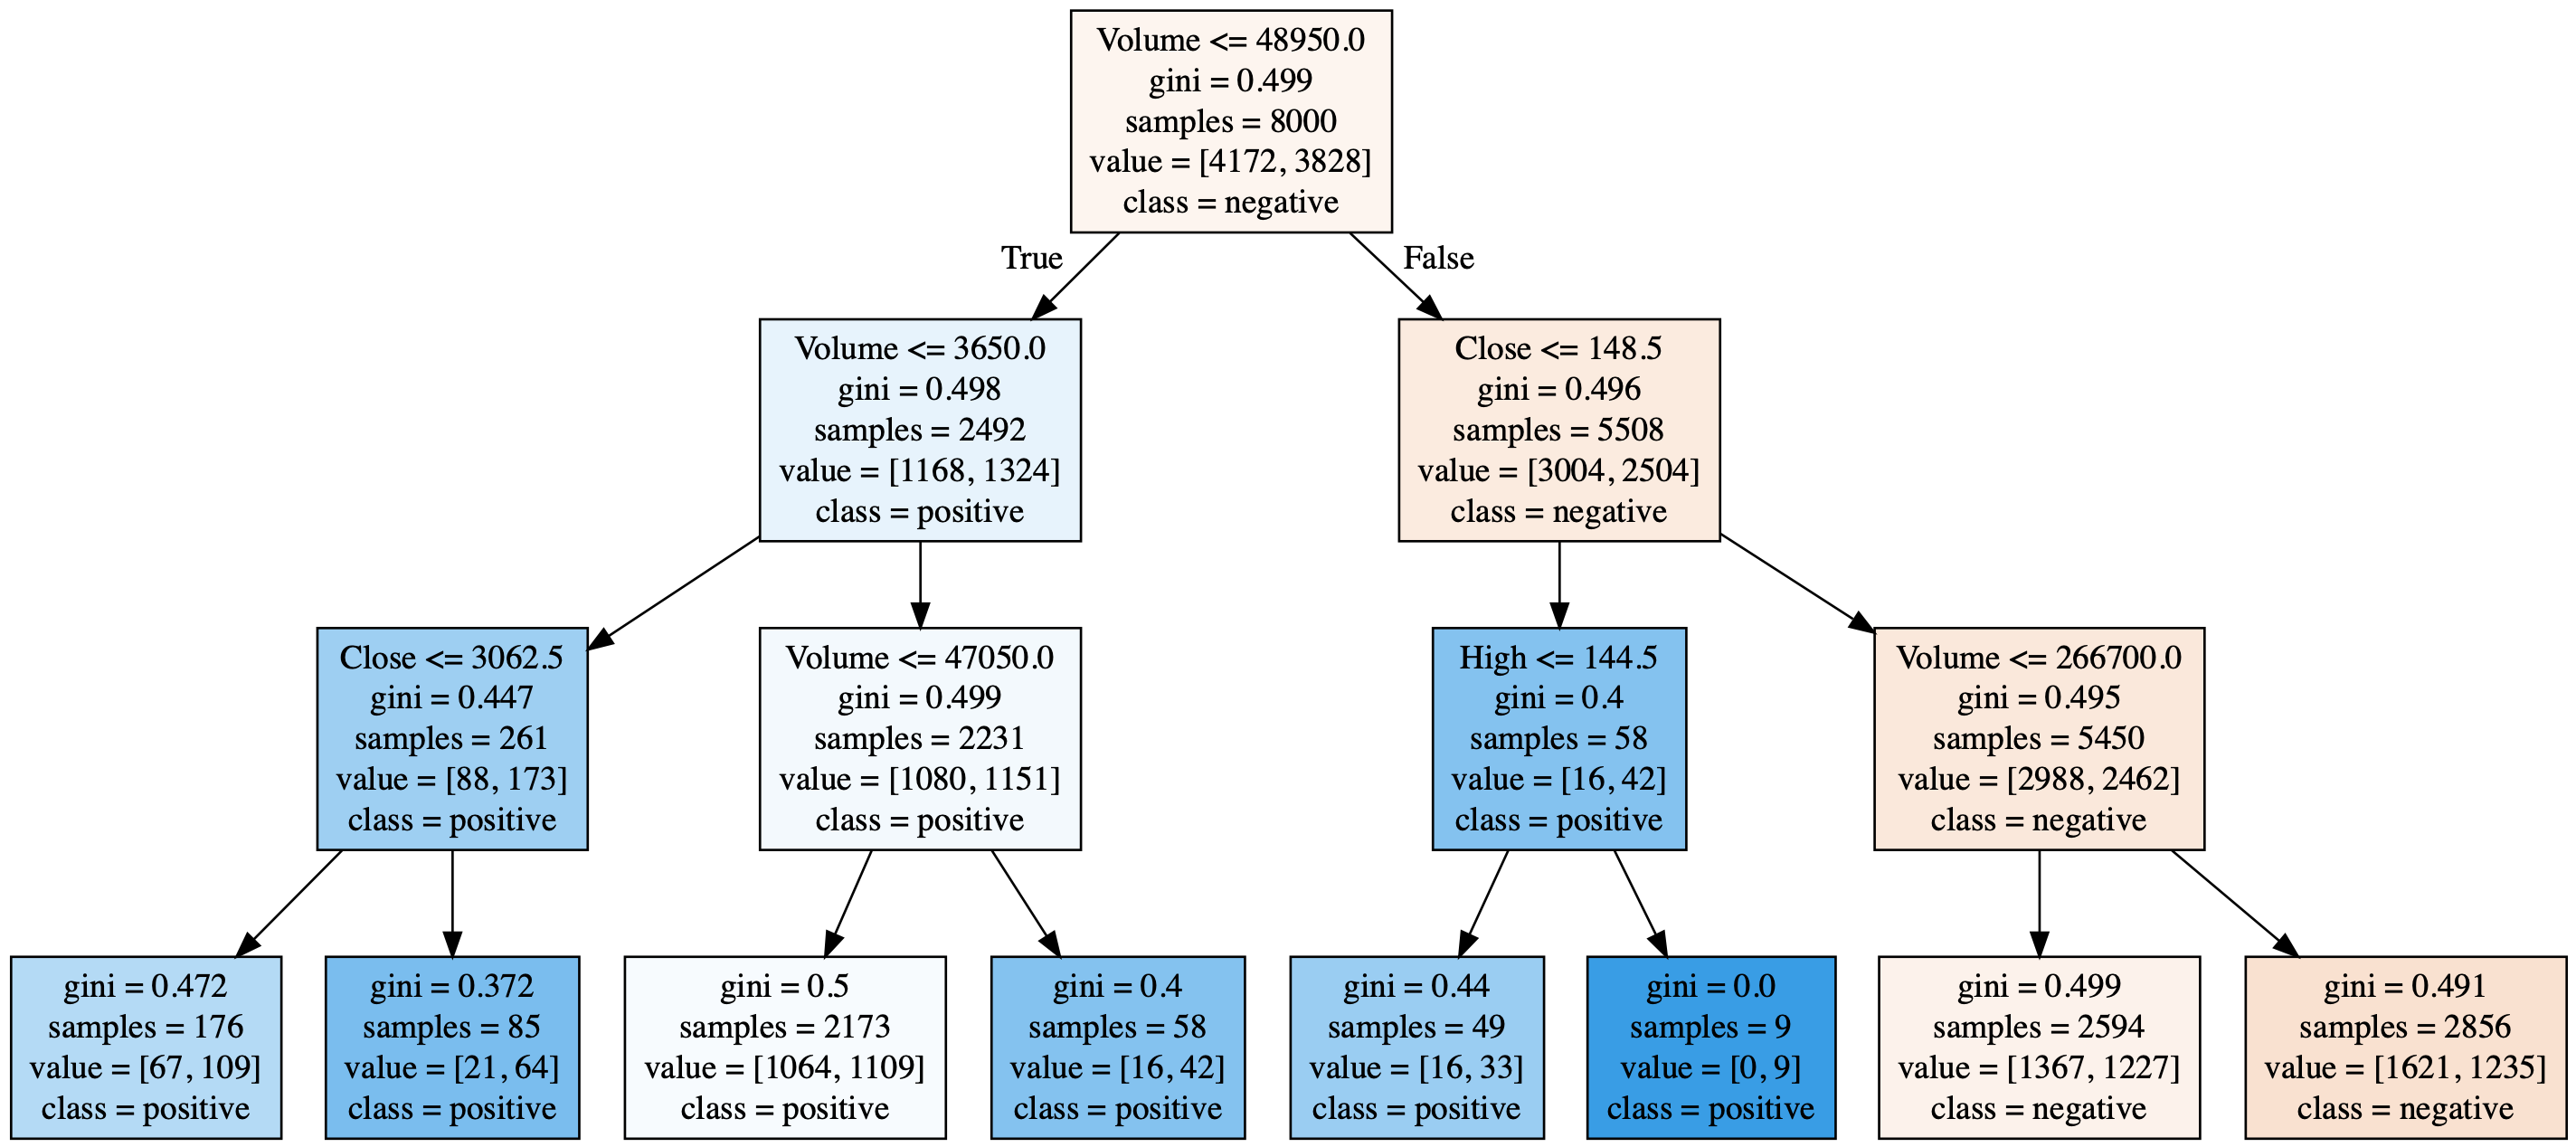 Volume <= 48950.0
gini = 0.499
samples = 8000
value = [4172, 3828]
class = negative
True
False
Volume <= 3650.0
gini = 0.498
samples = 2492
value = [1168, 1324]
class = positive
Close <= 148.5
gini = 0.496
samples = 5508
value = [3004, 2504]
class = negative
Close <= 3062.5
gini = 0.447
samples = 261
value = [88, 173]
class = positive
Volume <= 47050.0
gini = 0.499
samples = 2231
value = [1080, 1151]
class = positive
High <= 144.5
gini = 0.4
samples = 58
value = [16, 42]
class = positive
Volume <= 266700.0
gini = 0.495
samples = 5450
value = [2988, 2462]
class = negative
gini = 0.472
samples = 176
value = [67, 109]
class = positive
gini = 0.372
samples = 85
value = [21, 64]
class = positive
gini = 0.5
samples = 2173
value = [1064, 1109]
class = positive
gini = 0.4
samples = 58
value = [16, 42]
class = positive
gini = 0.44
samples = 49
value = [16, 33]
class = positive
gini = 0.0
samples = 9
value = [0, 9]
class = positive
gini = 0.499
samples = 2594
value = [1367, 1227]
class = negative
gini = 0.491
samples = 2856
value = [1621, 1235]
class = negative